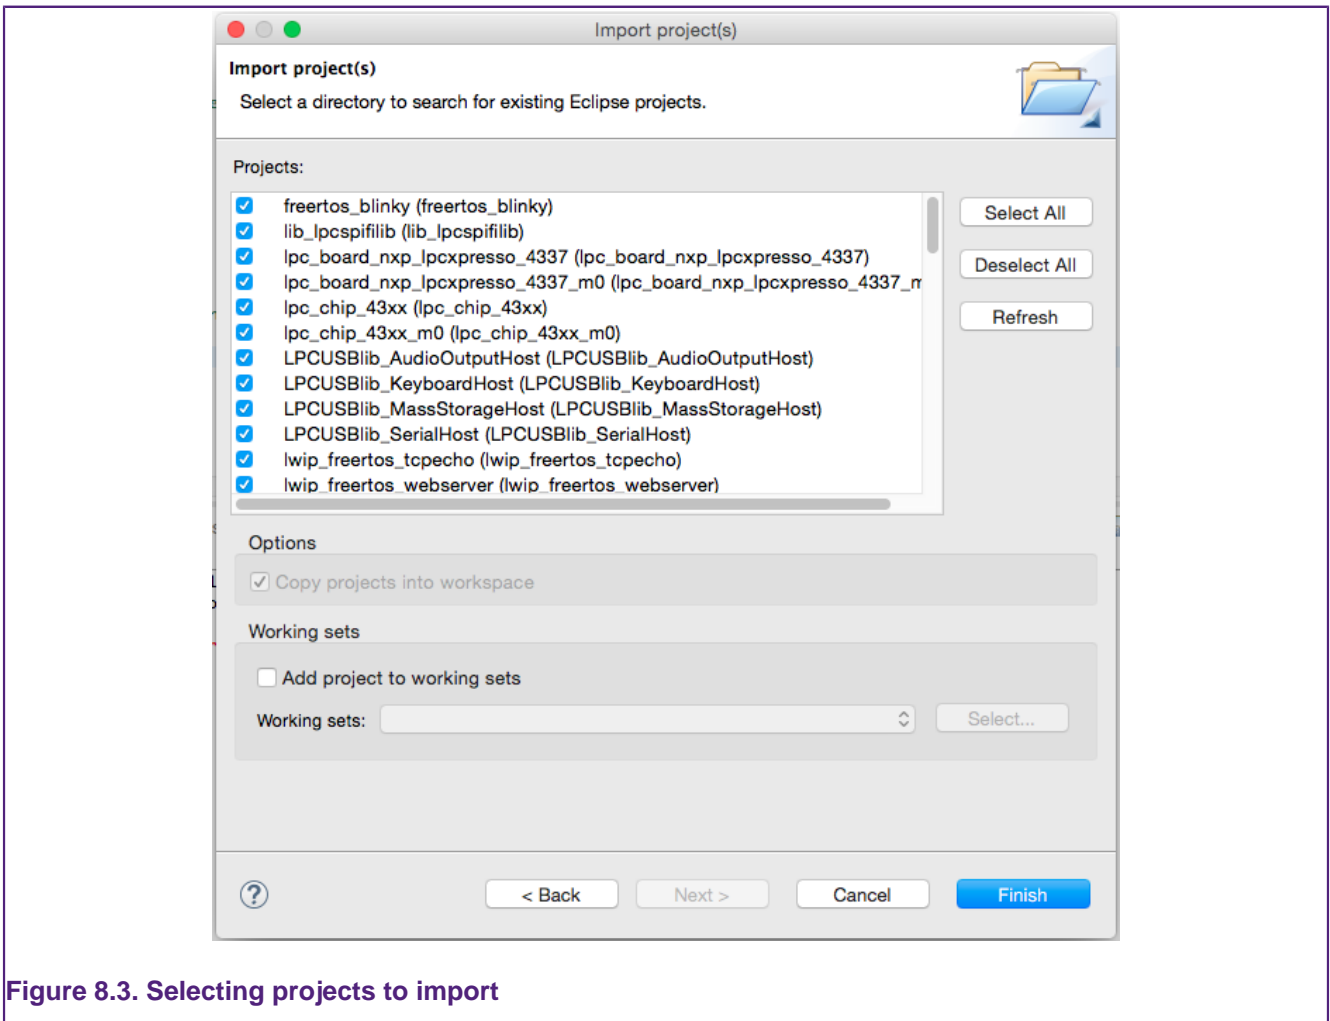 Import project(s)
Import project(s)
Select a directory to search for existing Eclipse projects.
Projects:
freertos_blinky (freertos_blinky)
lib_lpcspifilib (lib_lpcspifilib)
lpc_board_nxp_lpcxpresso_4337 (lpc_board_nxp_lpcxpresso_4337)
lpc_board_nxp_lpcxpresso_4337_m0 (lpc_board_nxp_lpcxpresso_4337_m
lpc_chip_43xx (lpc_chip_43xx)
lpc_chip_43xx_m0 (lpc_chip_43xx_m0)
LPCUSBlib_AudioOutputHost (LPCUSBlib_AudioOutputHost)
LPCUSBlib_KeyboardHost (LPCUSBlib_KeyboardHost)
LPCUSBlib_MassStorageHost (LPCUSBlib_MassStorageHost)
LPCUSBlib_SerialHost (LPCUSBlib_SerialHost)
lwip_freertos_tcpecho (lwip_freertos_tcpecho)
lwip_freertos_webserver (lwip_freertos_webserver)
Select All
Deselect All
Refresh
Options
Copy projects into workspace
Working sets
Add project to working sets
Working sets:
Select...
?
< Back
Next >
Cancel
Finish
Figure 8.3. Selecting projects to import